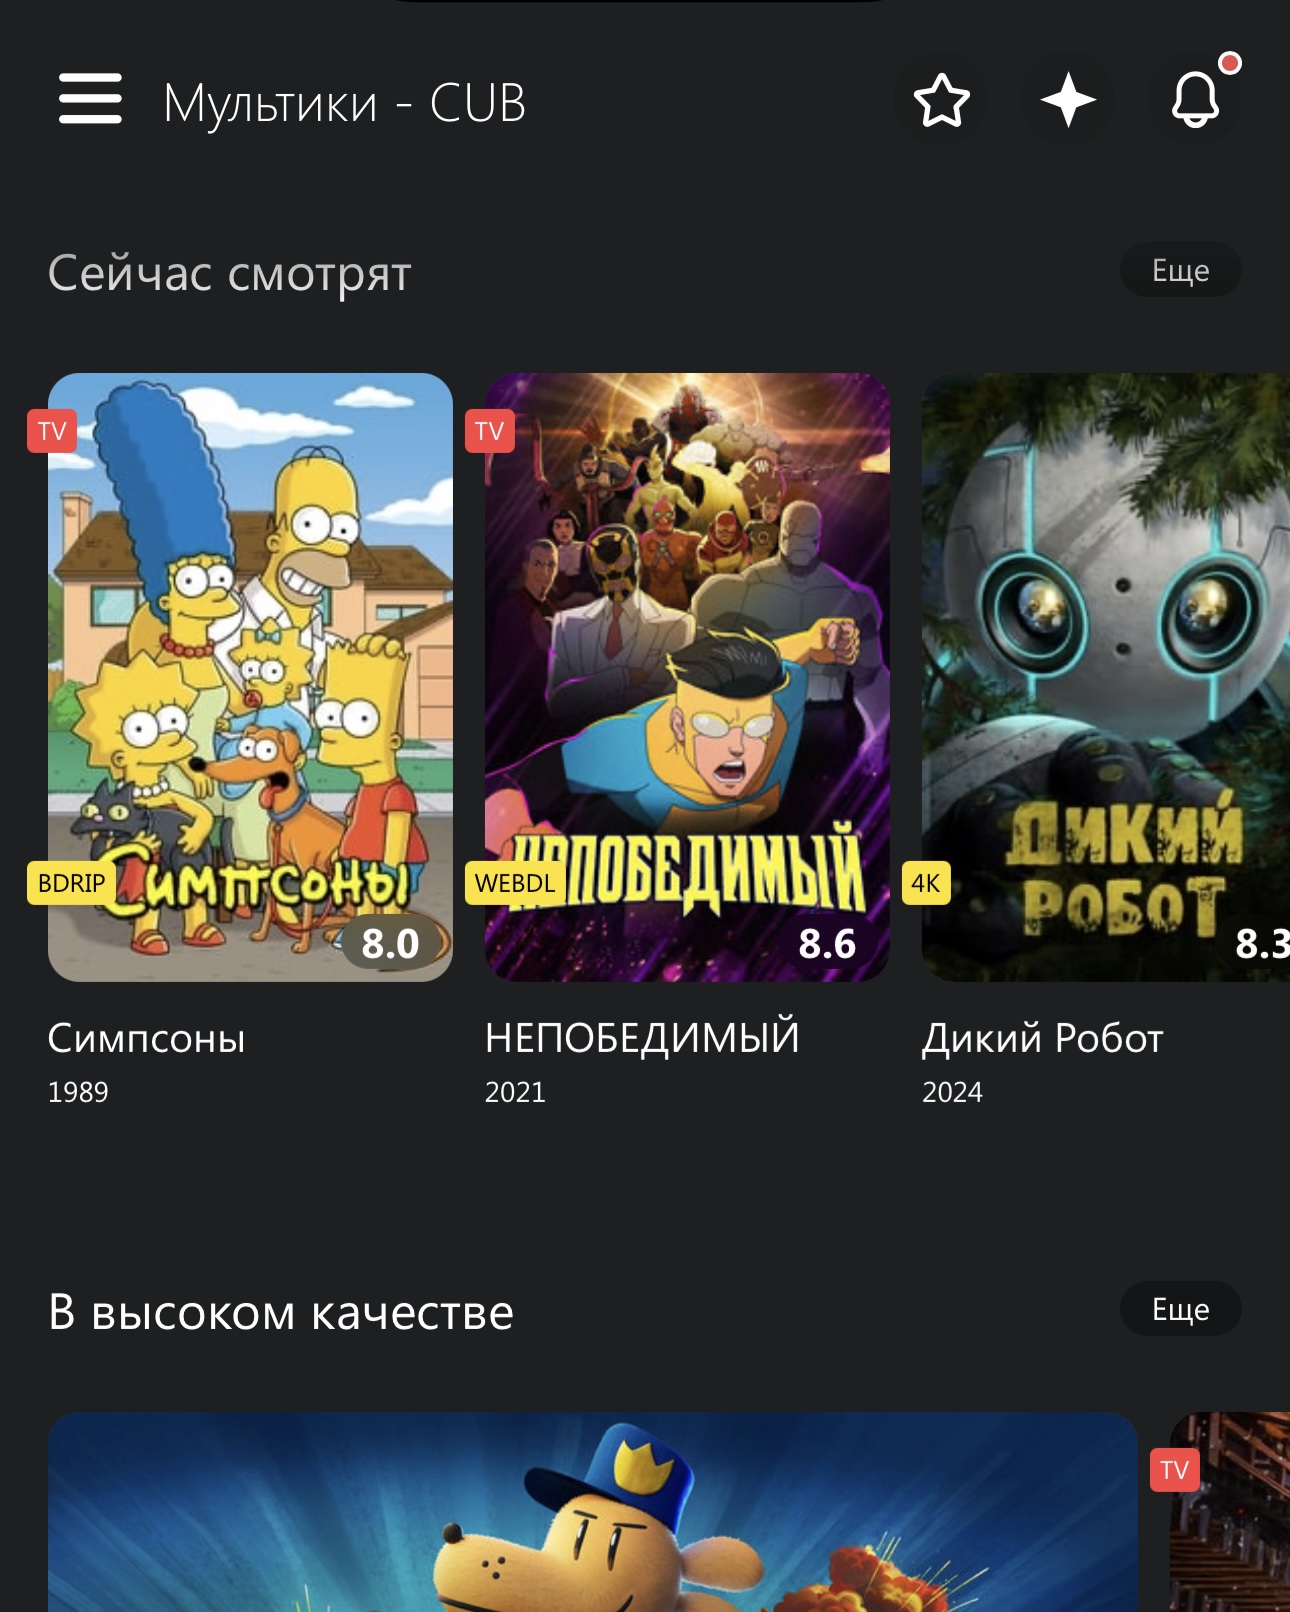 Мультики - CUB
Сейчас смотрят
Еще
TV
BDRIP
Симпсоны
8.0
Симпсоны
1989
TV
WEBDL
НЕПОБЕДИМЫЙ
8.6
НЕПОБЕДИМЫЙ
2021
ДИКИЙ
РОБОТ
4K
8.3
Дикий Робот
2024
В высоком качестве
Еще
TV